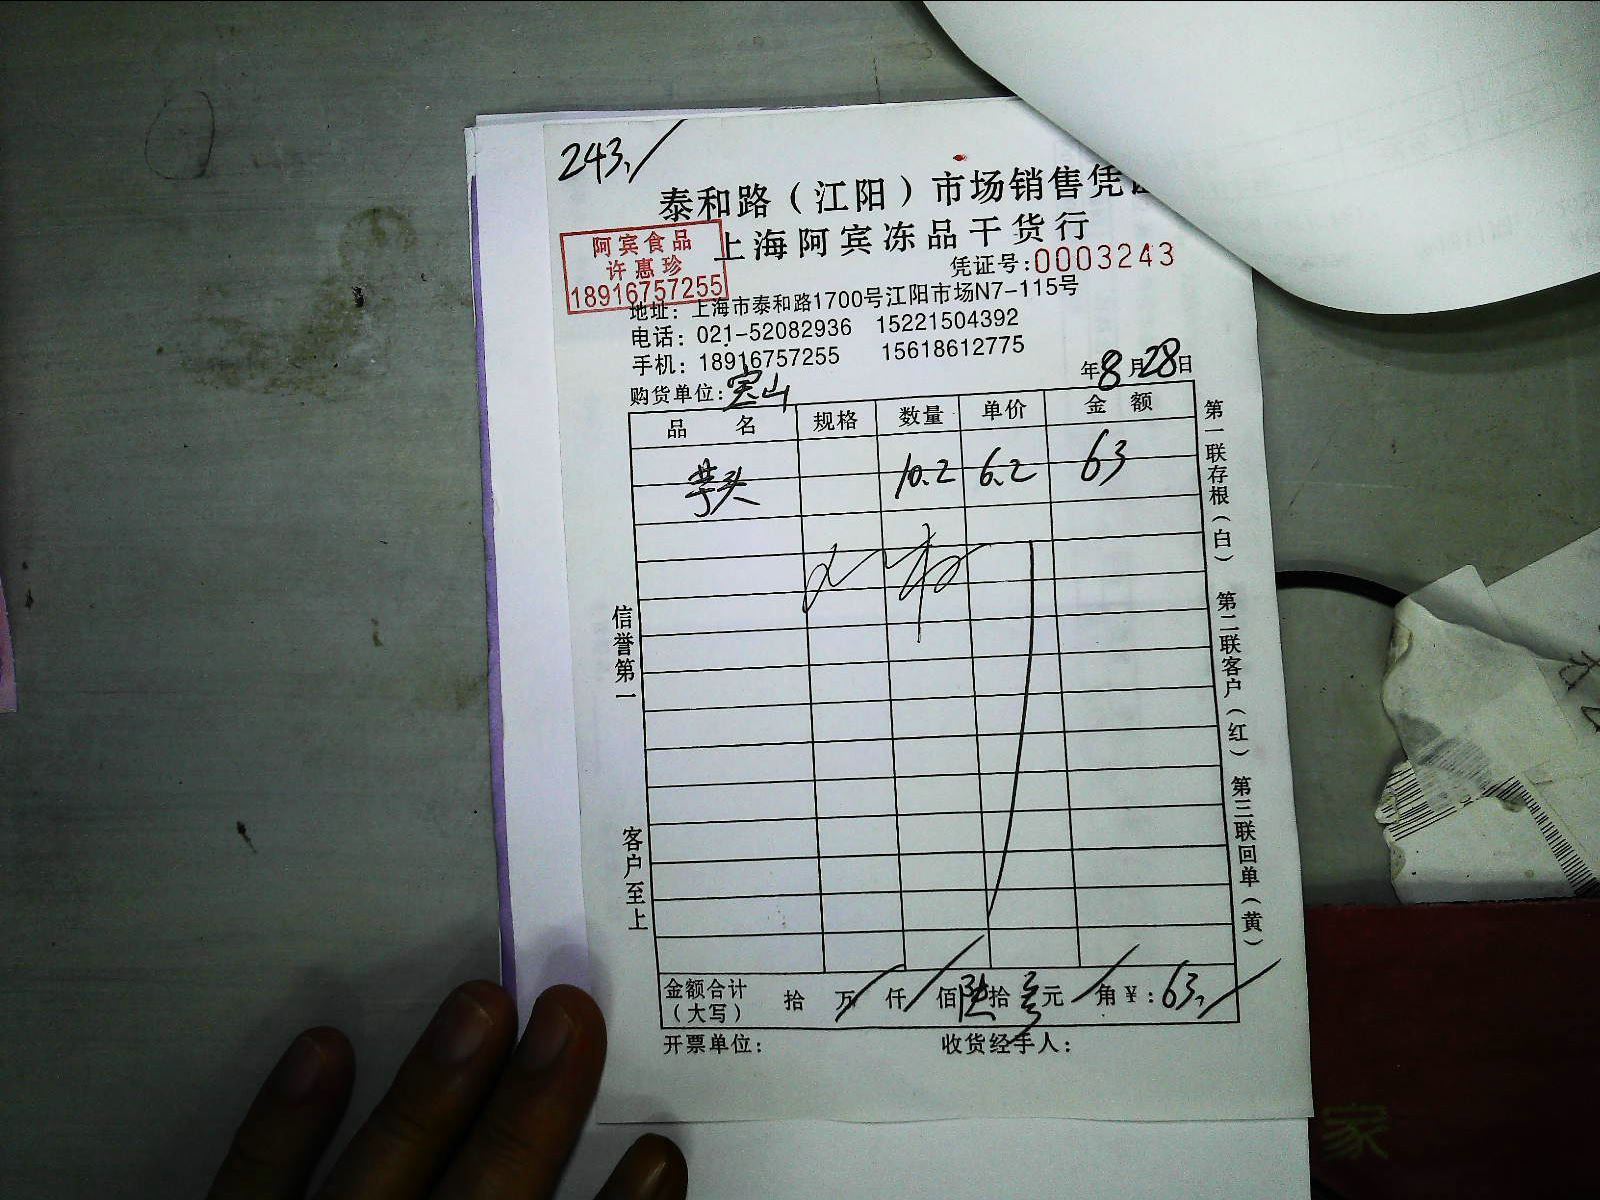 243.
泰和路（江阳）市场销售凭
上海阿宾冻品干货行
阿宾食品
许惠珍
18916757255
凭证号:0003243
地址：上海市泰和路1700号江阳市场N7-115号
电话：021-52082936 15221504392
手机：18916757255 15618612775
购货单位:宝山 年8月28日
品名 规格 数量 单价 金额
芋头 10.2 6.2 63
信誉第一
客户至上
第一联存根（白） 第二联客户（红） 第三联回单（黄）
金额合计（大写） 拾 万 仟 佰陆拾叁元 角￥:63.
开票单位: 收货经手人:
家